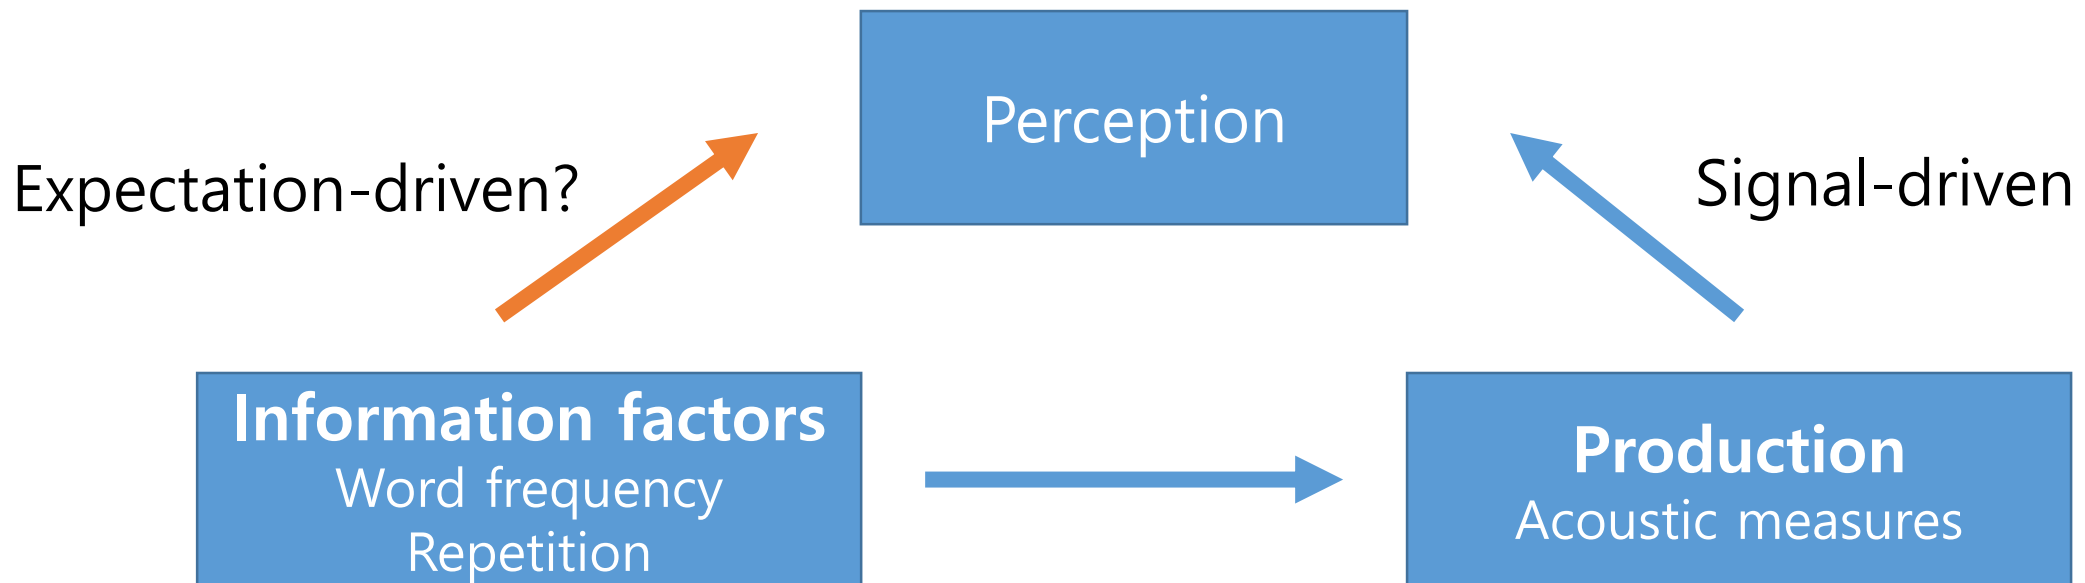 Perception
Expectation-driven?
Signal-driven
Information factors
Word frequency
Repetition
Production
Acoustic measures